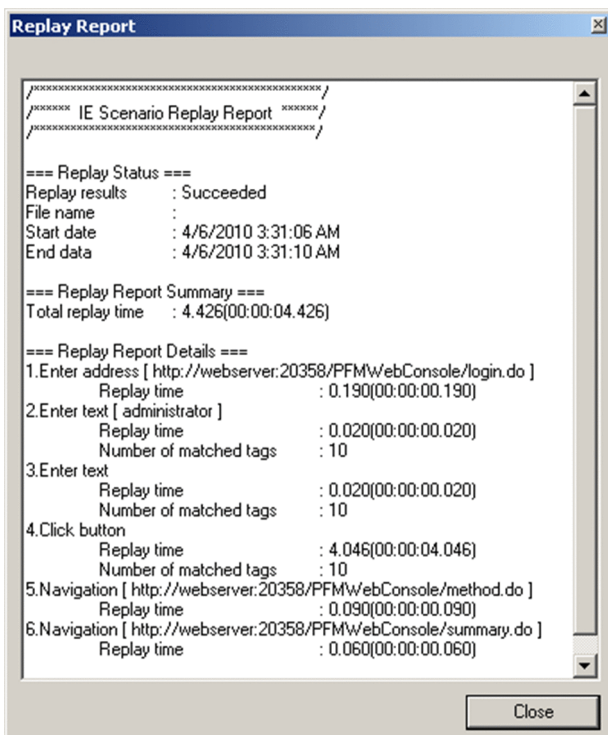 Replay Report
/*********************************************/
/****** IE Scenario Replay Report ******/
/********************************************/
=== Replay Status ===
Replay results : Succeeded
File name :
Start date : 4/6/2010 3:31:06 AM
End data : 4/6/2010 3:31:10 AM
=== Replay Report Summary ===
Total replay time : 4.426(00:00:04.426)
=== Replay Report Details ===
1.Enter address [ http://webserver:20358/PFMWebConsole/login.do ]
Replay time : 0.190(00:00:00.190)
2.Enter text [ administrator ]
Replay time : 0.020(00:00:00.020)
Number of matched tags : 10
3.Enter text
Replay time : 0.020(00:00:00.020)
Number of matched tags : 10
4.Click button
Replay time : 4.046(00:00:04.046)
Number of matched tags : 10
5.Navigation [ http://webserver:20358/PFMWebConsole/method.do ]
Replay time : 0.090(00:00:00.090)
6.Navigation [ http://webserver:20358/PFMWebConsole/summary.do ]
Replay time : 0.060(00:00:00.060)
Close